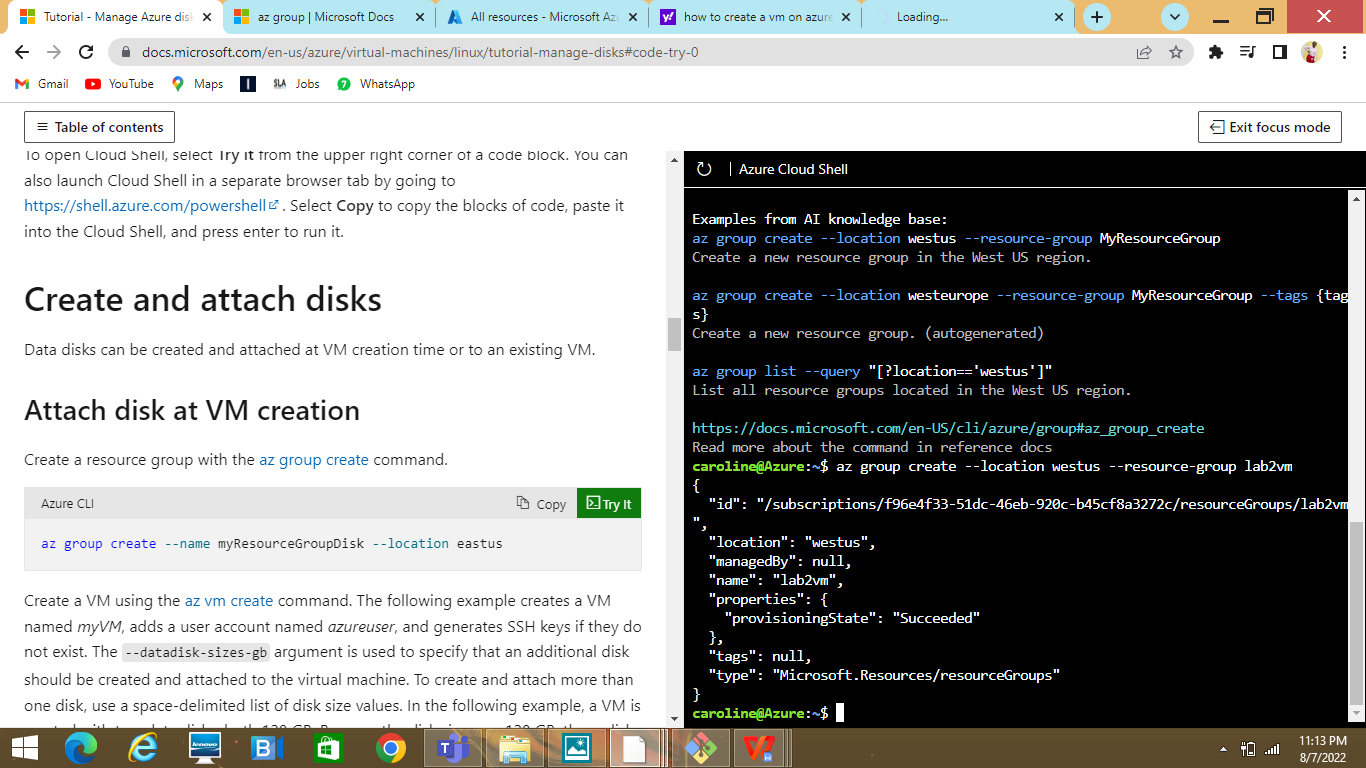 Tutorial - Manage Azure dis
az group | Microsoft Docs
All resources - Microsoft Az
how to create a vm on azure
Loading...
docs.microsoft.com/en-us/azure/virtual-machines/linux/tutorial-manage-disks#code-try-0
Gmail
YouTube
Maps
I
SLA Jobs
WhatsApp
Table of contents
Exit focus mode
To open Cloud Shell, select Try it from the upper right corner of a code block. You can
also launch Cloud Shell in a separate browser tab by going to
https://shell.azure.com/powershell . Select Copy to copy the blocks of code, paste it
into the Cloud Shell, and press enter to run it.
Create and attach disks
Data disks can be created and attached at VM creation time or to an existing VM.
Attach disk at VM creation
Create a resource group with the az group create command.
Azure CLI
Copy
Try It
az group create --name myResourceGroupDisk --location eastus
Create a VM using the az vm create command. The following example creates a VM
named myVM, adds a user account named azureuser, and generates SSH keys if they do
not exist. The --datadisk-sizes-gb argument is used to specify that an additional disk
should be created and attached to the virtual machine. To create and attach more than
one disk, use a space-delimited list of disk size values. In the following example, a VM is
| Azure Cloud Shell
Examples from AI knowledge base:
az group create --location westus --resource-group MyResourceGroup
Create a new resource group in the West US region.
az group create --location westeurope --resource-group MyResourceGroup --tags {tag
s}
Create a new resource group. (autogenerated)
az group list --query "[?location=='westus']"
List all resource groups located in the West US region.
https://docs.microsoft.com/en-US/cli/azure/group#az_group_create
Read more about the command in reference docs
caroline@Azure:~$ az group create --location westus --resource-group lab2vm
{
"id": "/subscriptions/f96e4f33-51dc-46eb-920c-b45cf8a3272c/resourceGroups/lab2vm
",
"location": "westus",
"managedBy": null,
"name": "lab2vm",
"properties": {
"provisioningState": "Succeeded"
},
"tags": null,
"type": "Microsoft.Resources/resourceGroups"
}
caroline@Azure:~$
lenovo
11:13 PM
8/7/2022